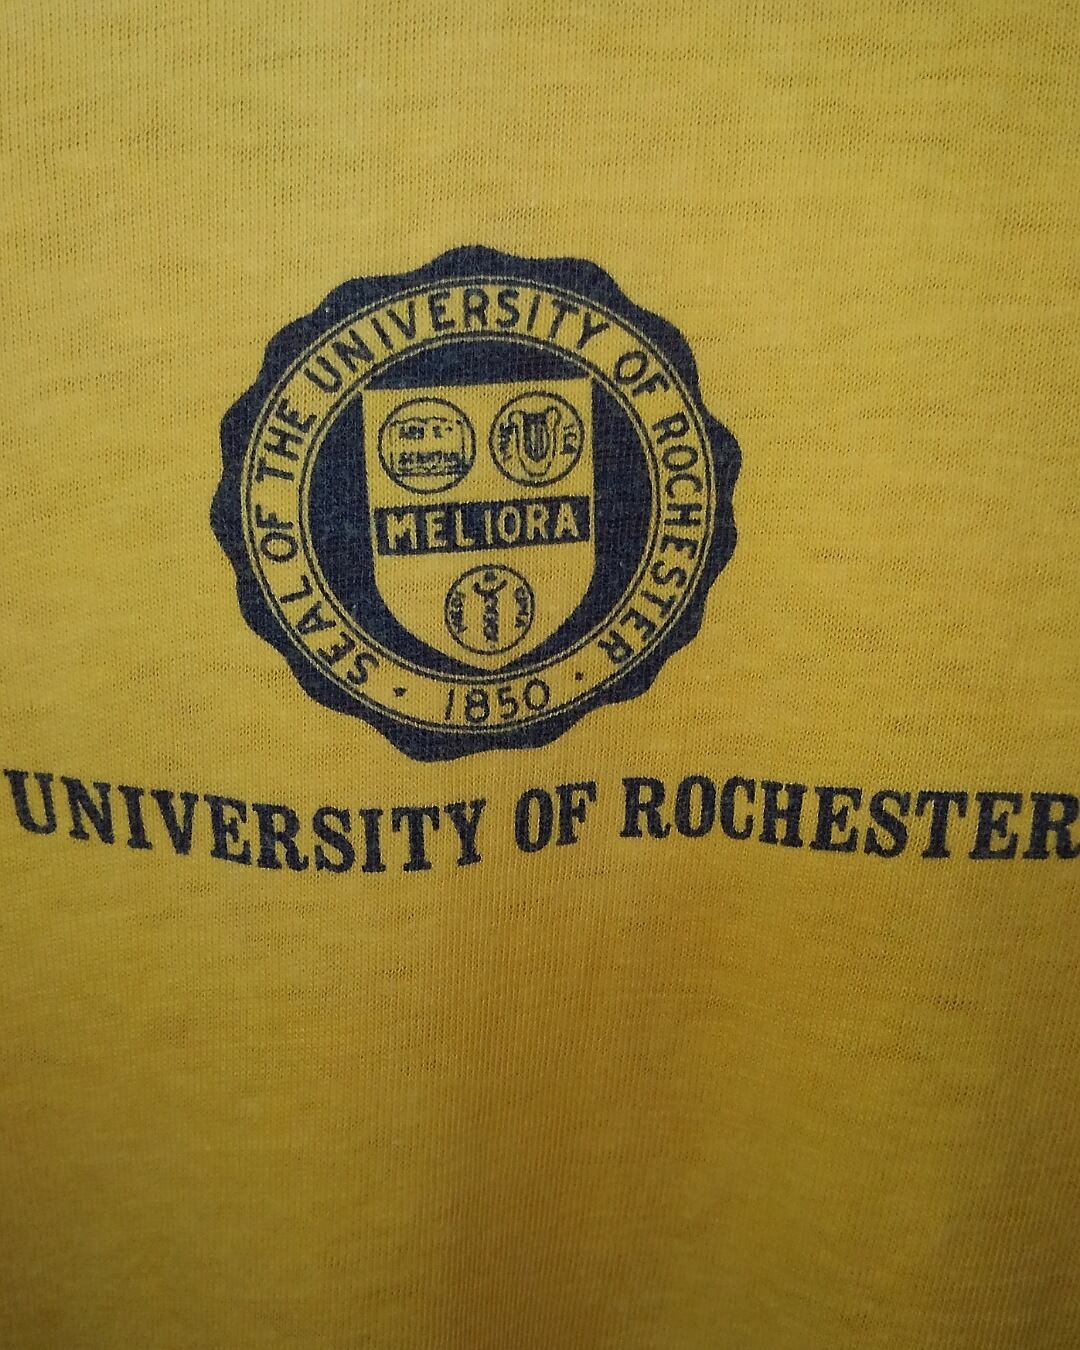 SEAL OF THE UNIVERSITY OF ROCHESTER
MELIORA
· 1850 ·
UNIVERSITY OF ROCHESTER